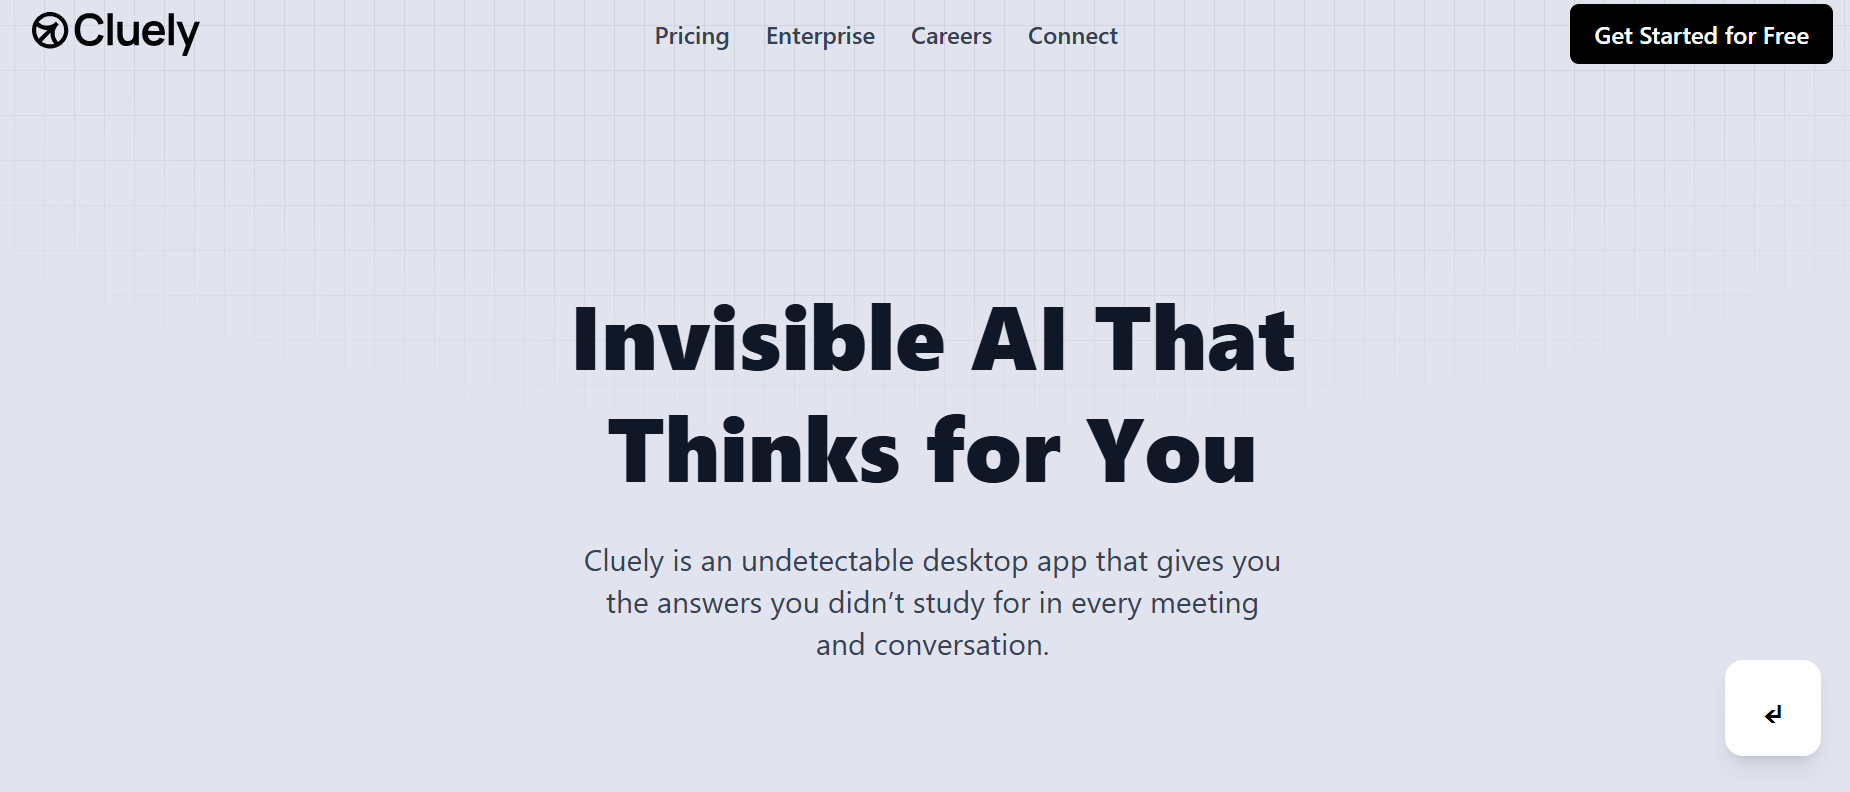 Cluely
Pricing
Enterprise
Careers
Connect
Get Started for Free
Invisible AI That
Thinks for You
Cluely is an undetectable desktop app that gives you
the answers you didn’t study for in every meeting
and conversation.